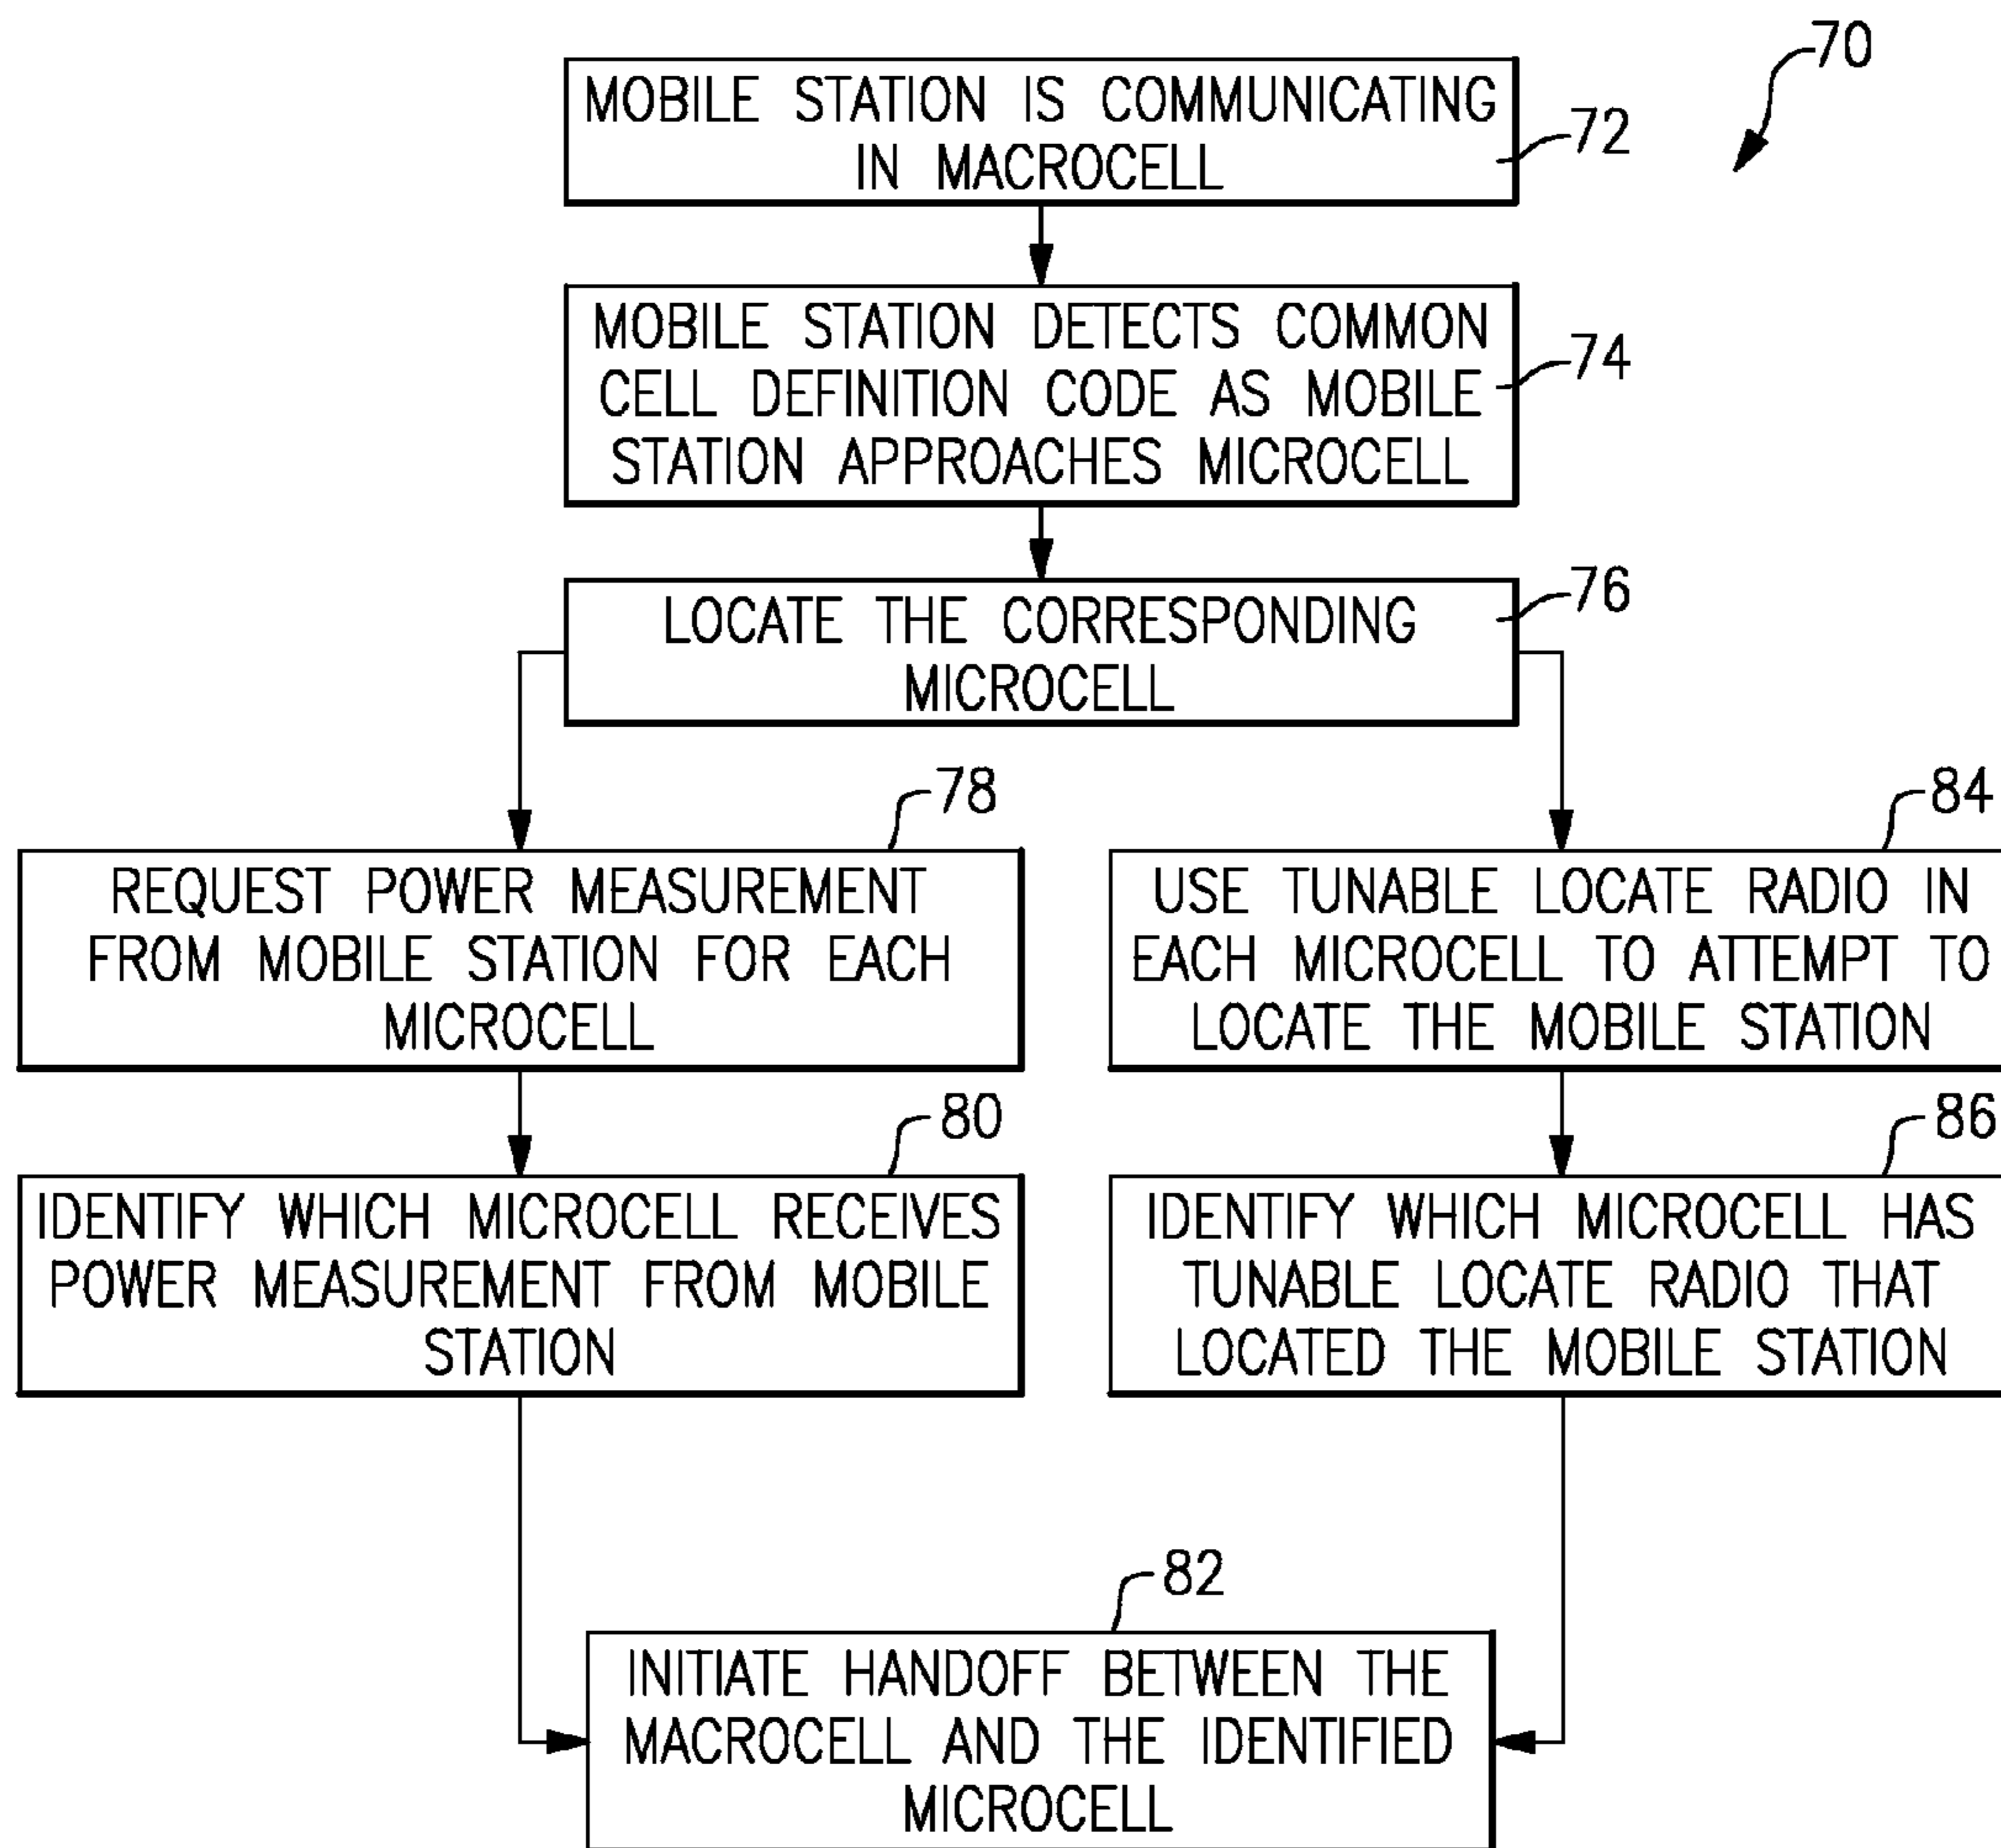 70
MOBILE STATION IS COMMUNICATING
IN MACROCELL
72
MOBILE STATION DETECTS COMMON
CELL DEFINITION CODE AS MOBILE
STATION APPROACHES MICROCELL
74
LOCATE THE CORRESPONDING
MICROCELL
76
78
REQUEST POWER MEASUREMENT
FROM MOBILE STATION FOR EACH
MICROCELL
80
IDENTIFY WHICH MICROCELL RECEIVES
POWER MEASUREMENT FROM MOBILE
STATION
84
USE TUNABLE LOCATE RADIO IN
EACH MICROCELL TO ATTEMPT TO
LOCATE THE MOBILE STATION
86
IDENTIFY WHICH MICROCELL HAS
TUNABLE LOCATE RADIO THAT
LOCATED THE MOBILE STATION
82
INITIATE HANDOFF BETWEEN THE
MACROCELL AND THE IDENTIFIED
MICROCELL